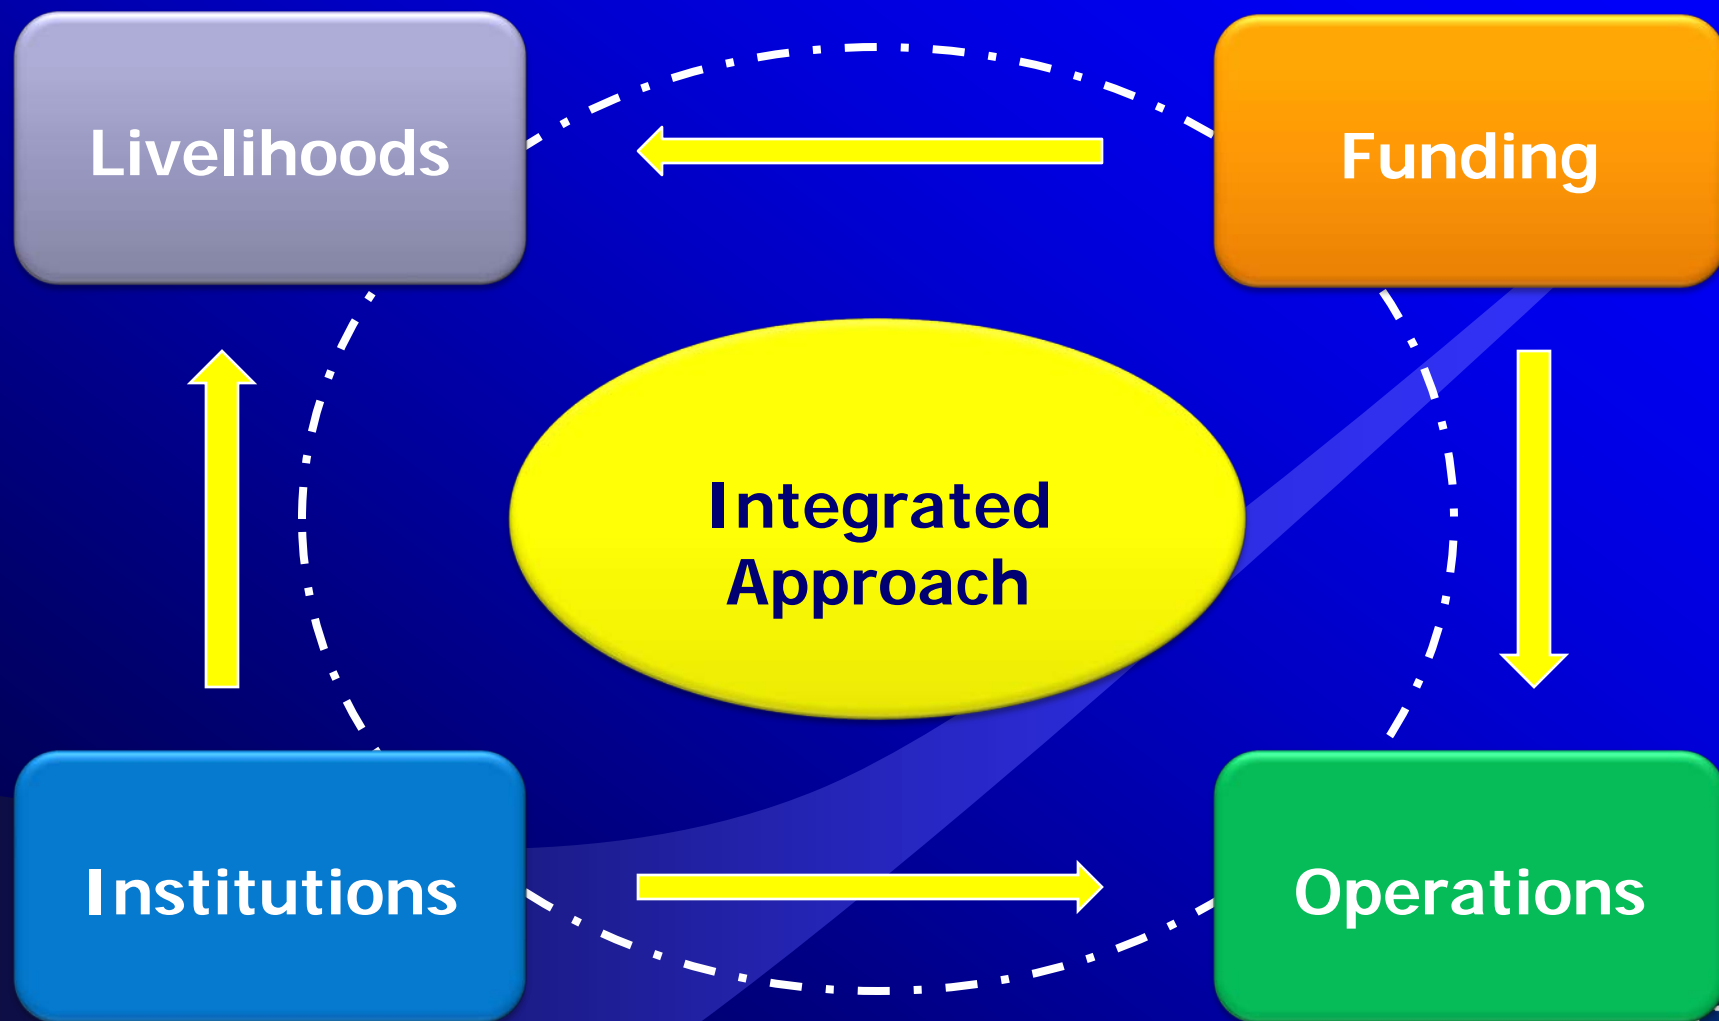 Livelihoods
Funding
Integrated
Approach
Institutions
Operations